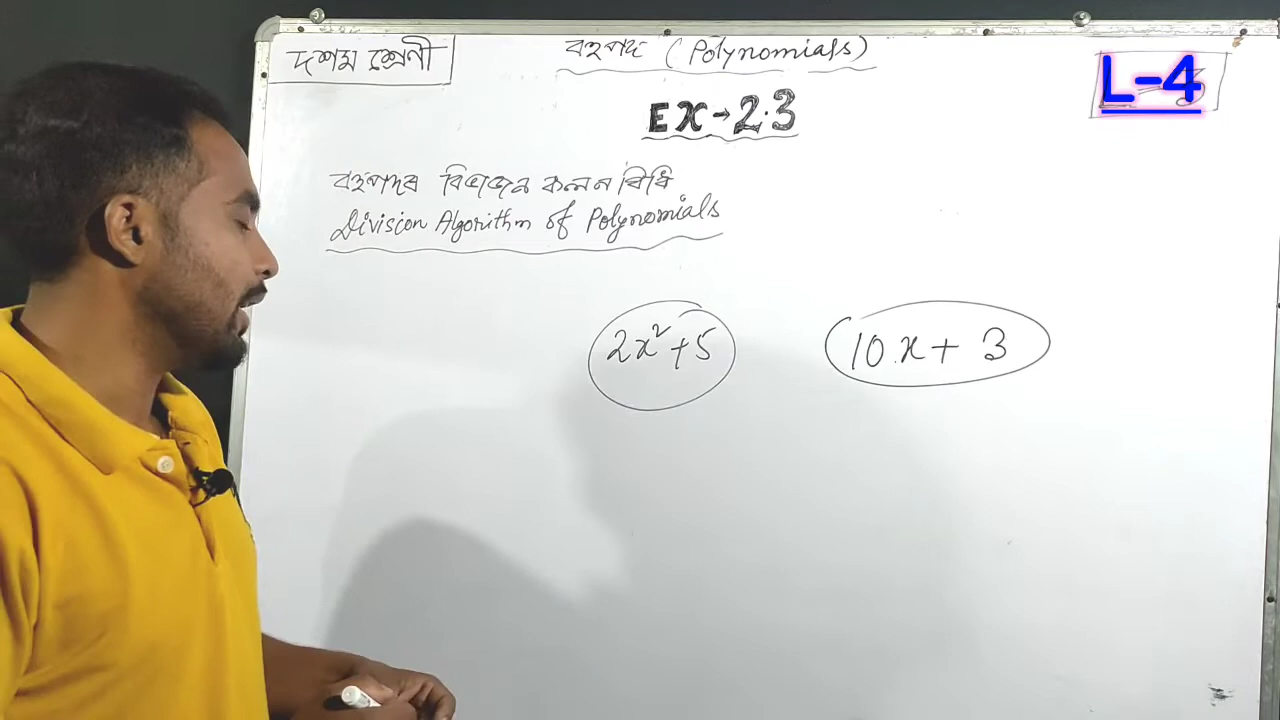 দশম শ্ৰেণী
বহুপদ (Polynomials)
L-4
EX→2.3
বহুপদৰ বিভাজন কলন বিধি
Division Algorithm of Polynomials
2x²+5
10x+3